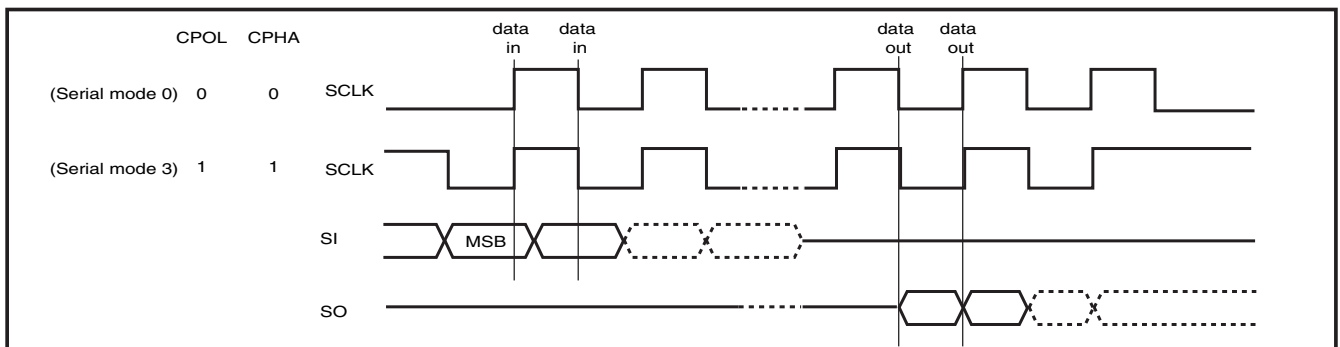 CPOL CPHA
data in
data in
data out
data out
(Serial mode 0) 0 0 SCLK
(Serial mode 3) 1 1 SCLK
SI MSB
SO